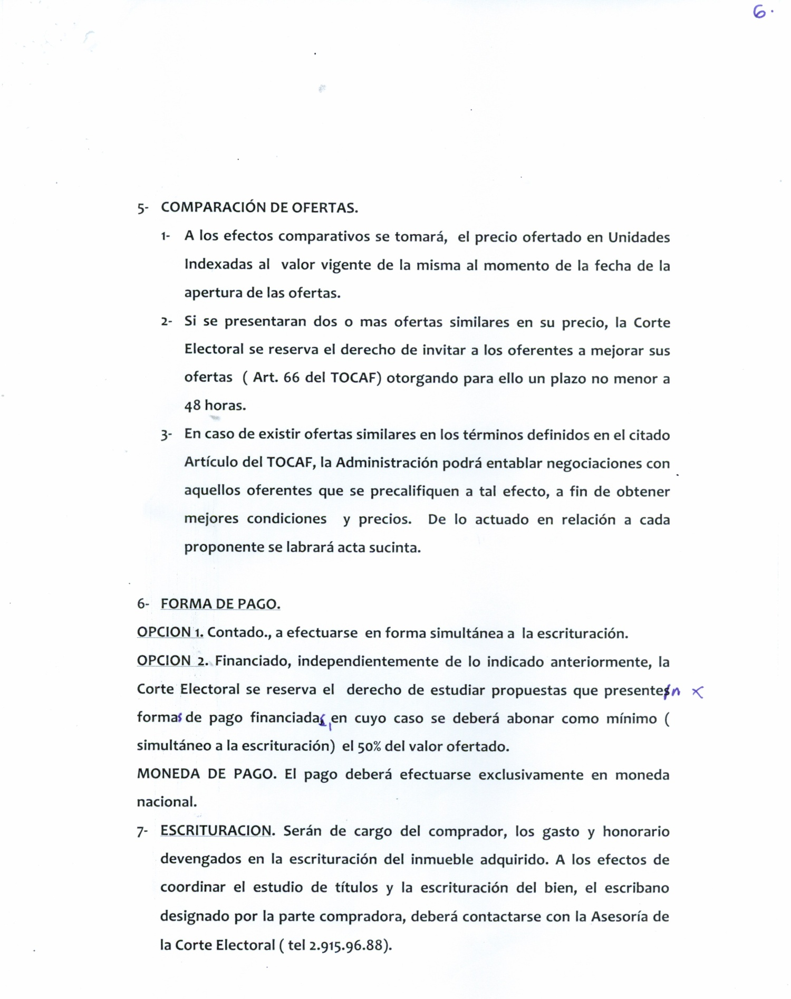 6.
5- COMPARACIÓN DE OFERTAS.
1- A los efectos comparativos se tomará, el precio ofertado en Unidades
Indexadas al valor vigente de la misma al momento de la fecha de la
apertura de las ofertas.
2- Si se presentaran dos o mas ofertas similares en su precio, la Corte
Electoral se reserva el derecho de invitar a los oferentes a mejorar sus
ofertas ( Art. 66 del TOCAF) otorgando para ello un plazo no menor a
48 horas.
3- En caso de existir ofertas similares en los términos definidos en el citado
Artículo del TOCAF, la Administración podrá entablar negociaciones con
aquellos oferentes que se precalifiquen a tal efecto, a fin de obtener
mejores condiciones y precios. De lo actuado en relación a cada
proponente se labrará acta sucinta.
6- FORMA DE PAGO.
OPCION 1. Contado., a efectuarse en forma simultánea a la escrituración.
OPCION 2. Financiado, independientemente de lo indicado anteriormente, la
Corte Electoral se reserva el derecho de estudiar propuestas que presenten x
formas de pago financiadas, en cuyo caso se deberá abonar como mínimo (
simultáneo a la escrituración) el 50% del valor ofertado.
MONEDA DE PAGO. El pago deberá efectuarse exclusivamente en moneda
nacional.
7- ESCRITURACION. Serán de cargo del comprador, los gasto y honorario
devengados en la escrituración del inmueble adquirido. A los efectos de
coordinar el estudio de títulos y la escrituración del bien, el escribano
designado por la parte compradora, deberá contactarse con la Asesoría de
la Corte Electoral ( tel 2.915.96.88).